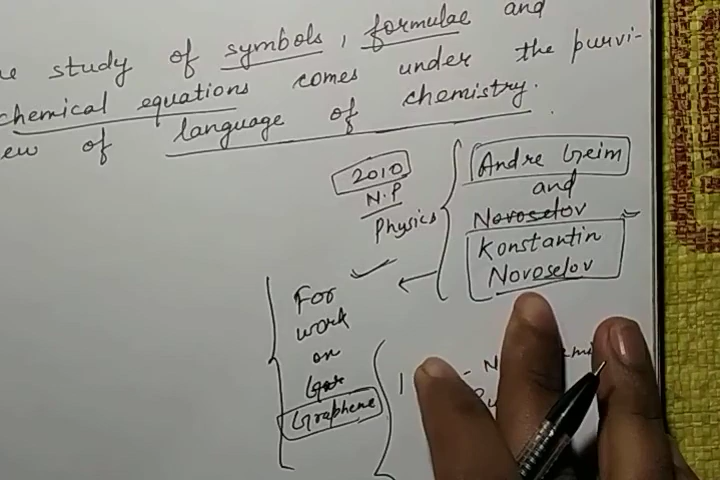 study of symbols, formulae and
chemical equations comes under the purvi-
ew of language of chemistry.
2010
N.P
Physics
Andre Geim
and
Novoselov
Konstantin
Novoselov
For
work
on
Graphene